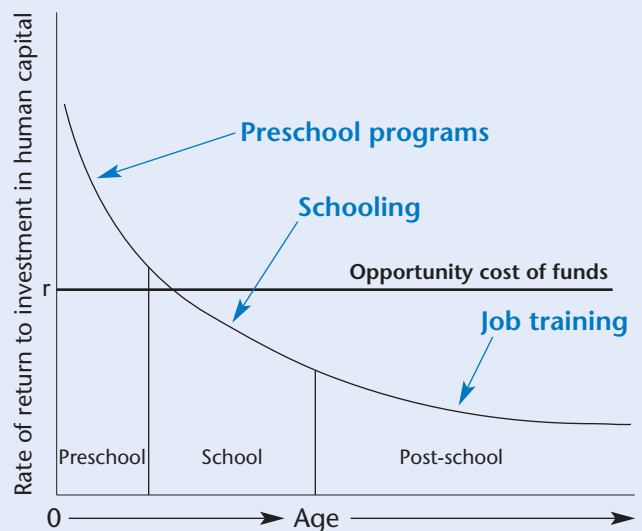 Rate of return to investment in human capital
Preschool programs
Schooling
Opportunity cost of funds
r
Job training
Preschool
School
Post-school
0
Age